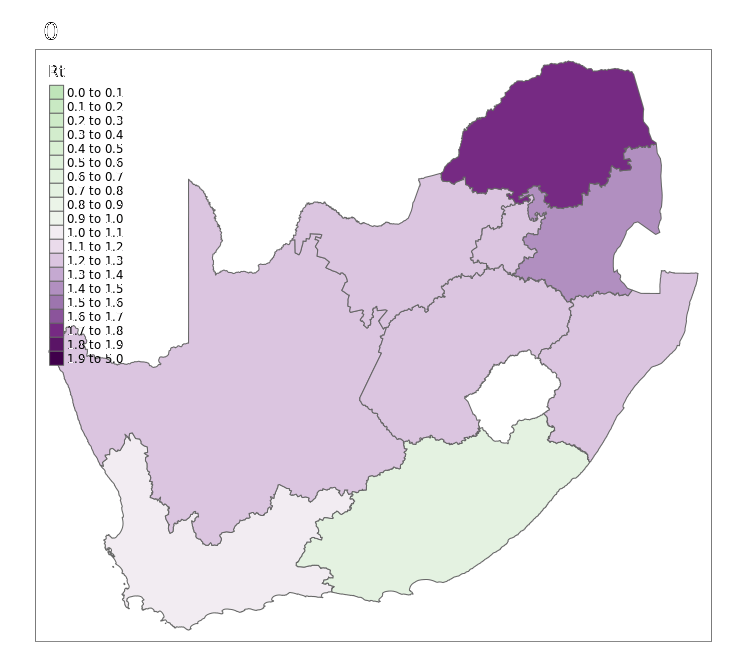 0
Rt
0.0 to 0.1
0.1 to 0.2
0.2 to 0.3
0.3 to 0.4
0.4 to 0.5
0.5 to 0.6
0.6 to 0.7
0.7 to 0.8
0.8 to 0.9
0.9 to 1.0
1.0 to 1.1
1.1 to 1.2
1.2 to 1.3
1.3 to 1.4
1.4 to 1.5
1.5 to 1.6
1.6 to 1.7
1.7 to 1.8
1.8 to 1.9
1.9 to 5.0